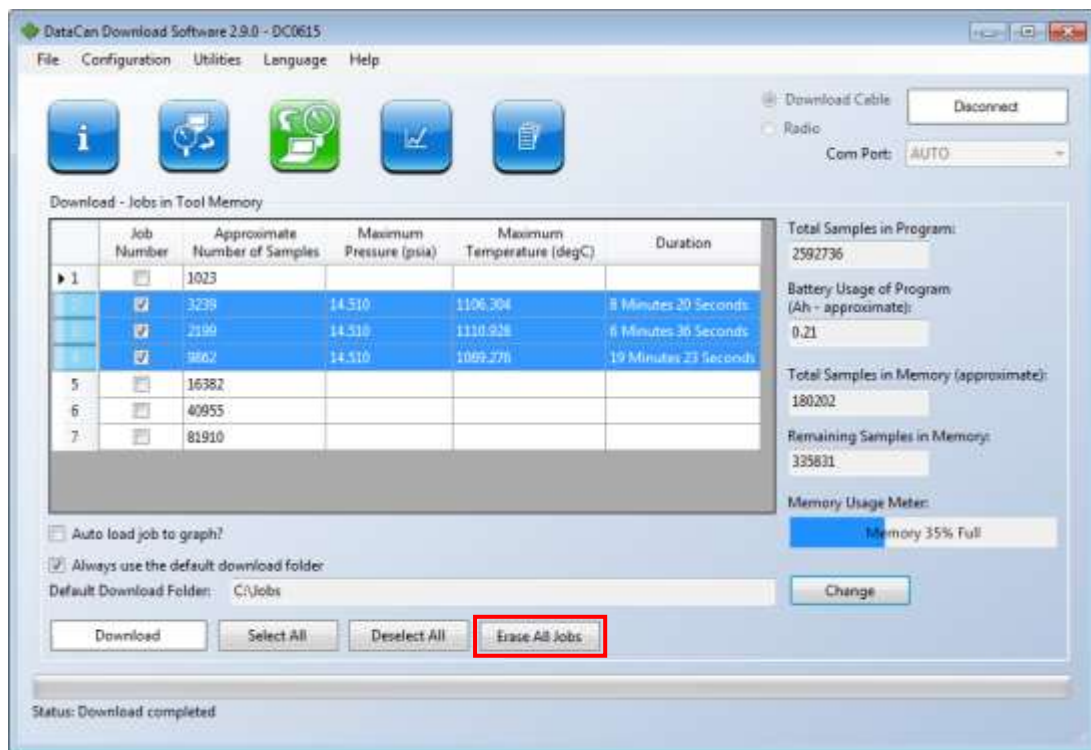 DataCan Download Software 2.9.0 - DC0615
File Configuration Utilities Language Help
Download Cable
Disconnect
Radio
Com Port: AUTO
Download - Jobs in Tool Memory
Job Number Approximate Number of Samples Maximum Pressure (psia) Maximum Temperature (degC) Duration
1 1023
2 3239 14.510 1106.304 8 Minutes 20 Seconds
3 2199 14.510 1110.928 6 Minutes 36 Seconds
4 9862 14.510 1069.276 19 Minutes 23 Seconds
5 16382
6 40955
7 81910
Total Samples in Program:
2592736
Battery Usage of Program
(Ah - approximate):
0.21
Total Samples in Memory (approximate):
180202
Remaining Samples in Memory:
335831
Memory Usage Meter:
Memory 35% Full
Auto load job to graph?
Always use the default download folder
Default Download Folder: C:\Jobs
Change
Download Select All Deselect All Erase All Jobs
Status: Download completed